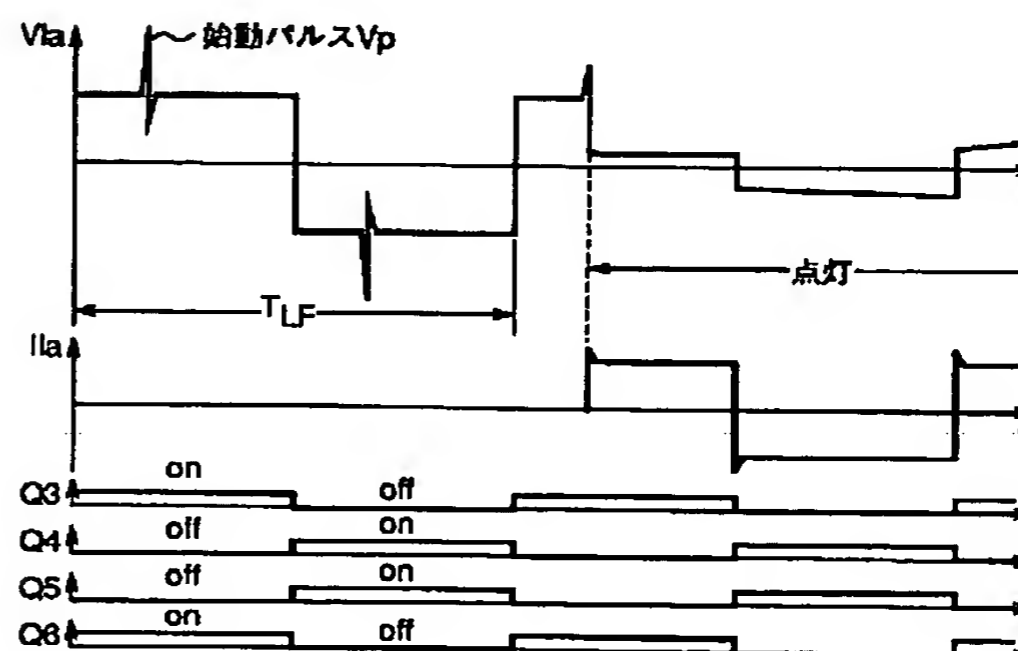 Vla
始動パルスVp
点灯
TLF
Ila
Q3 on off
Q4 off on
Q5 off on
Q6 on off